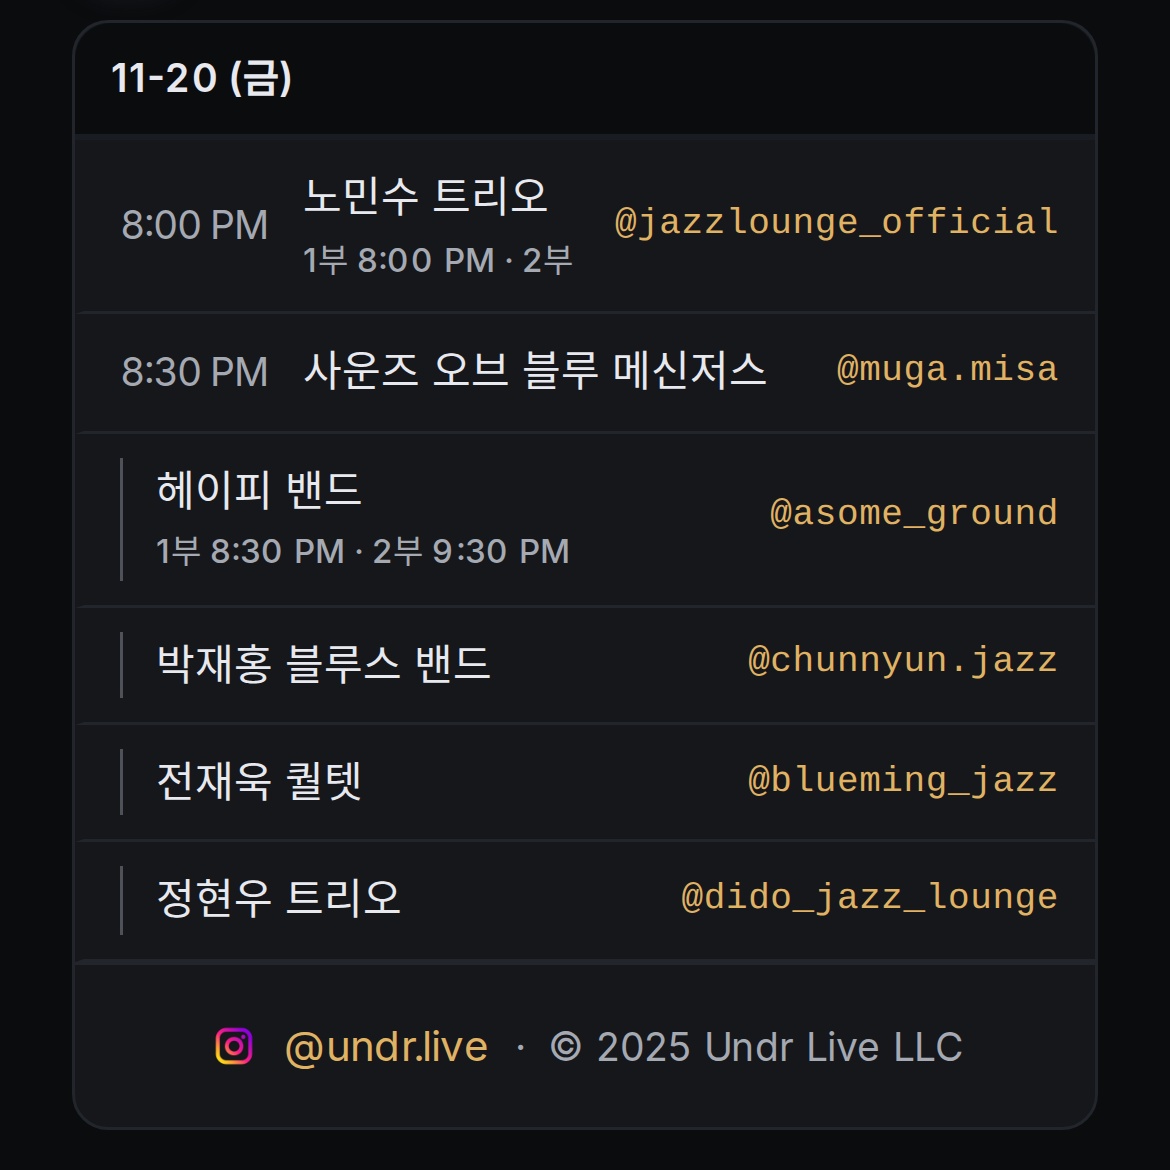 11-20 (금)
8:00 PM
노민수 트리오
1부 8:00 PM · 2부
@jazzlounge_official
8:30 PM
사운즈 오브 블루 메신저스
@muga.misa
헤이피 밴드
1부 8:30 PM · 2부 9:30 PM
@asome_ground
박재홍 블루스 밴드
@chunnyun.jazz
전재욱 퀄텟
@blueming_jazz
정현우 트리오
@dido_jazz_lounge
@undr.live · © 2025 Undr Live LLC